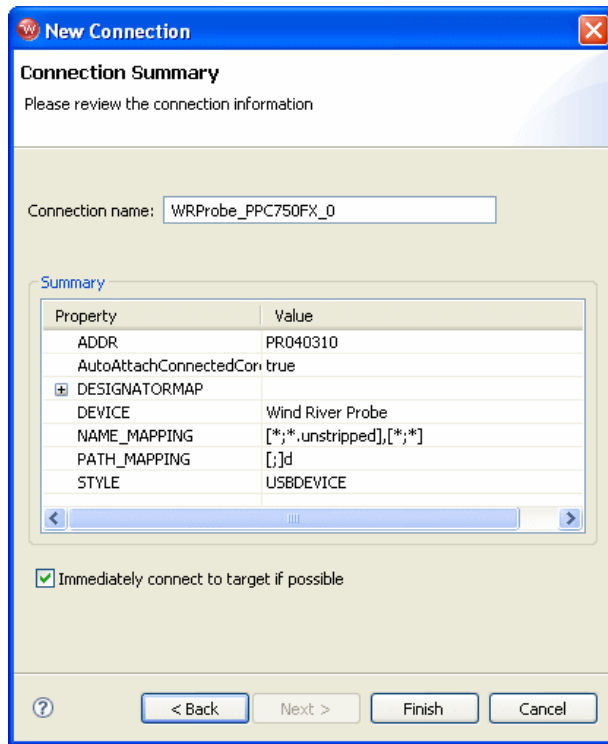 New Connection
Connection Summary
Please review the connection information
Connection name: WRProbe_PPC750FX_0
Summary
Property Value
ADDR PR040310
AutoAttachConnectedCor true
DESIGNATORMAP
DEVICE Wind River Probe
NAME_MAPPING [*;*.unstripped],[*;*]
PATH_MAPPING [;]d
STYLE USBDEVICE
Immediately connect to target if possible
? < Back Next > Finish Cancel